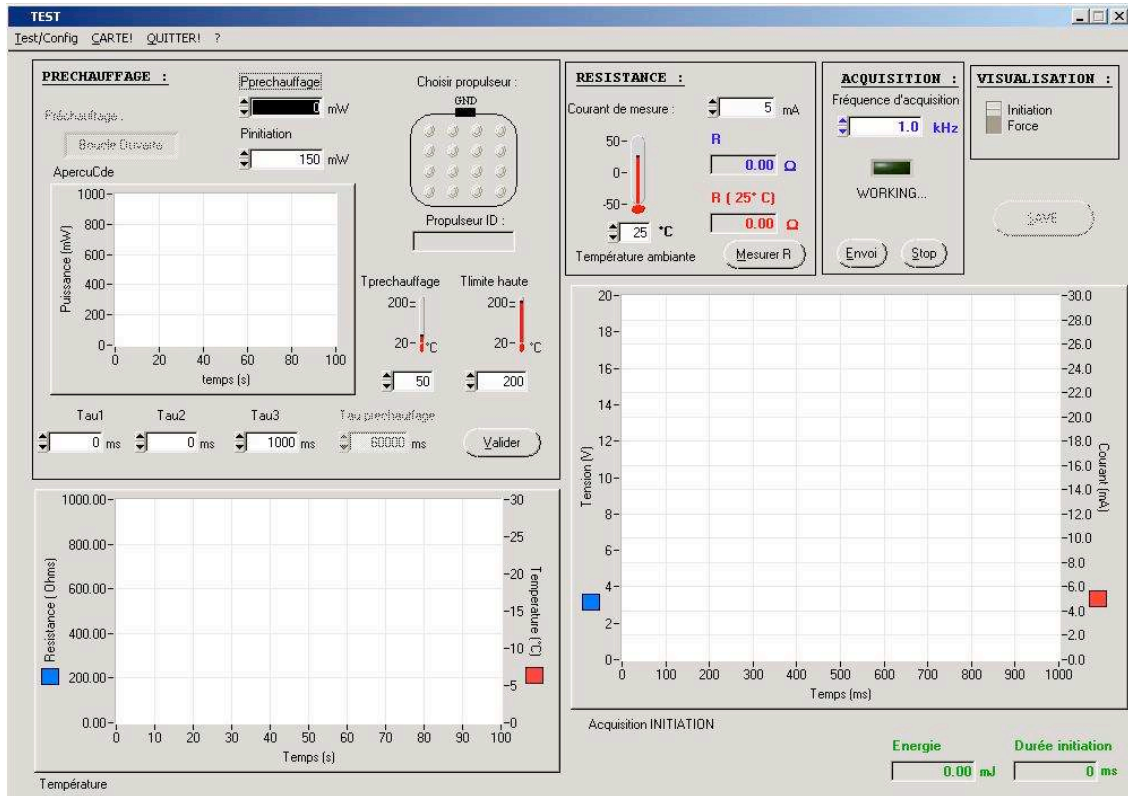 TEST
Test/Config CARTE! QUITTER! ?
PRECHAUFFAGE :
Pprechauffage
0 mW
Préchauffage :
Boucle Ouverte
Pinitiation
150 mW
Choisir propulseur :
GND
Propulseur ID :
ApercuCde
Puissance (mW)
1000
800
600
400
200
0
0 20 40 60 80 100
temps (s)
Tprechauffage
200
20
°C
50
Tlimite haute
200
20
°C
200
Tau1 Tau2 Tau3 Tau prechauffage
0 ms 0 ms 1000 ms 60000 ms
Valider
RESISTANCE :
Courant de mesure :
5 mA
50
0
-50
25 °C
Température ambiante
R
0.00 Ω
R ( 25° C)
0.00 Ω
Mesurer R
ACQUISITION :
Fréquence d'acquisition
1.0 kHz
WORKING...
Envoi Stop
VISUALISATION :
Initiation
Force
SAVE
Resistance ( Ohms)
1000.00
800.00
600.00
400.00
200.00
0.00
30
25
20
15
10
5
0
Temperature (°C)
0 10 20 30 40 50 60 70 80 90 100
Temps (s)
Température
Tension (V)
20
18
16
14
12
10
8
6
4
2
0
30.0
28.0
26.0
24.0
22.0
20.0
18.0
16.0
14.0
12.0
10.0
8.0
6.0
4.0
2.0
0.0
Courant (mA)
0 100 200 300 400 500 600 700 800 900 1000
Temps (ms)
Acquisition INITIATION
Energie
0.00 mJ
Durée initiation
0 ms